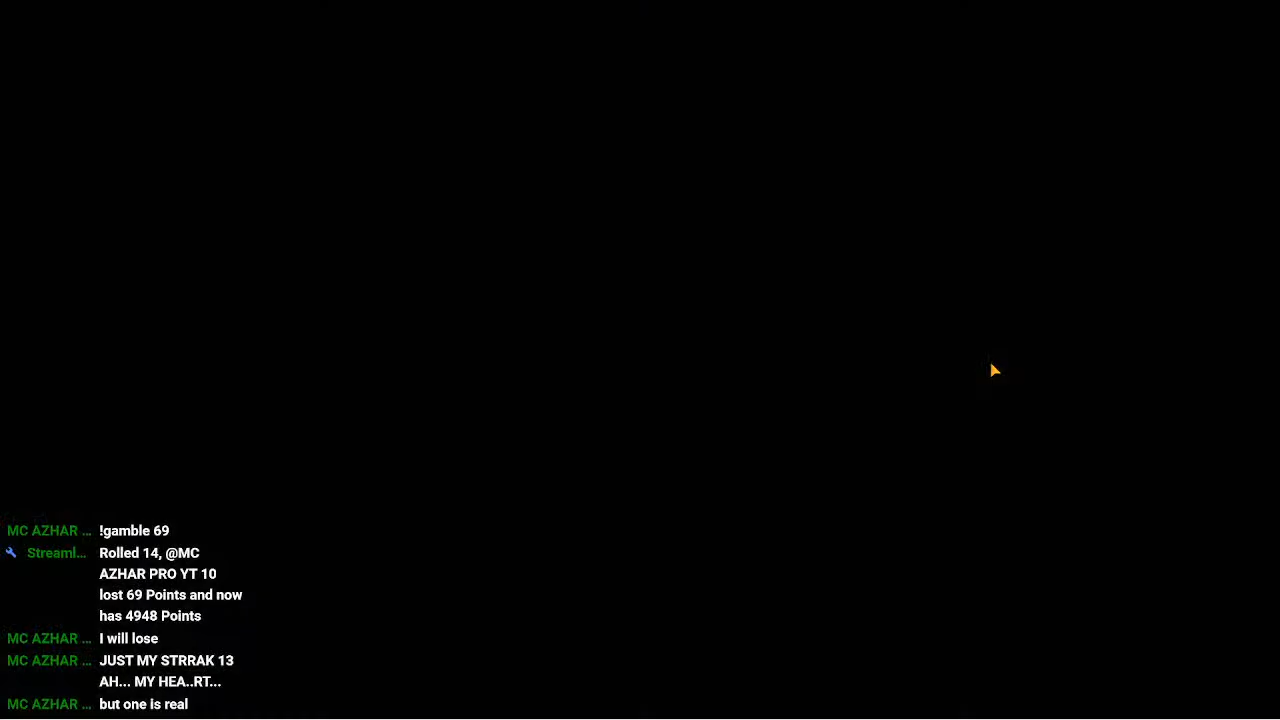 MC AZHAR ... !gamble 69
Streaml... Rolled 14, @MC
AZHAR PRO YT 10
lost 69 Points and now
has 4948 Points
MC AZHAR ... I will lose
MC AZHAR ... JUST MY STRRAK 13
AH... MY HEA..RT...
MC AZHAR ... but one is real